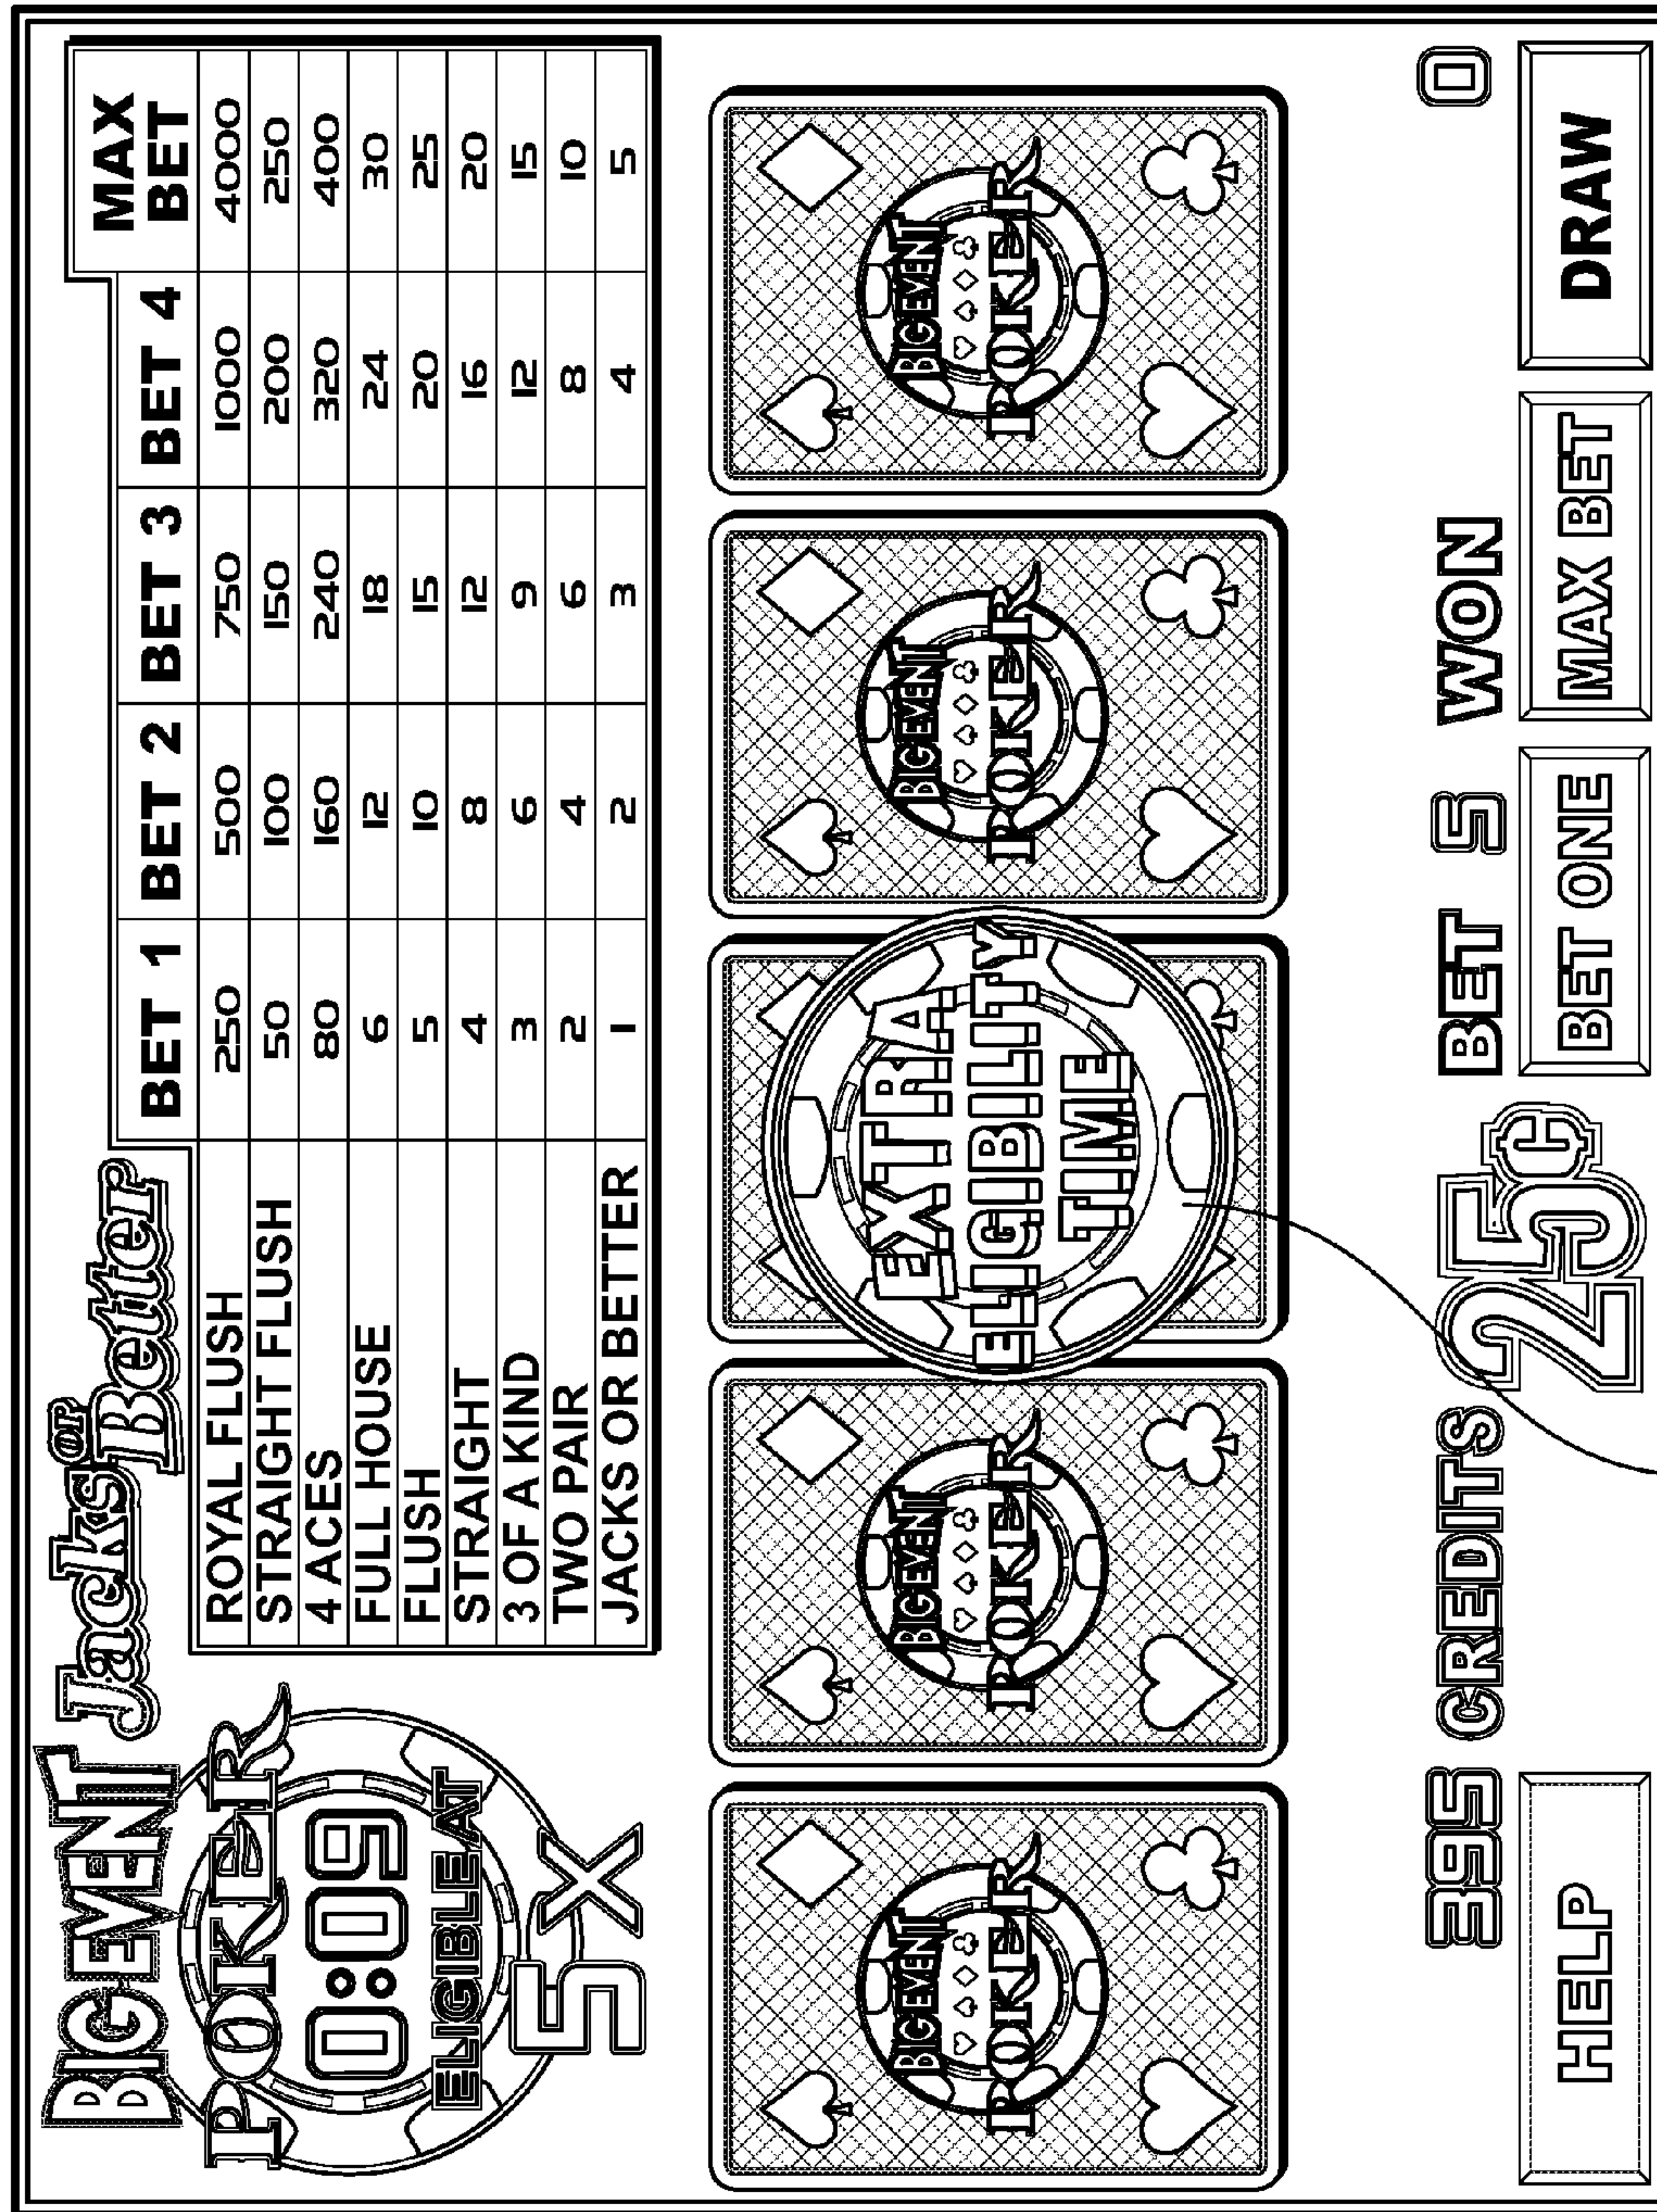 BIG EVENT
POKER
0:09
ELIGIBLE AT
5X
Jacks or Better
BET 1 BET 2 BET 3 BET 4 MAX BET
ROYAL FLUSH 250 500 750 1000 4000
STRAIGHT FLUSH 50 100 150 200 250
4 ACES 80 160 240 320 400
FULL HOUSE 6 12 18 24 30
FLUSH 5 10 15 20 25
STRAIGHT 4 8 12 16 20
3 OF A KIND 3 6 9 12 15
TWO PAIR 2 4 6 8 10
JACKS OR BETTER 1 2 3 4 5
BIG EVENT
POKER
BIG EVENT
POKER
EXTRA
ELIGIBILITY
TIME
BIG EVENT
POKER
BIG EVENT
POKER
395 CREDITS 25¢ BET 5 WON 0
HELP BET ONE MAX BET DRAW